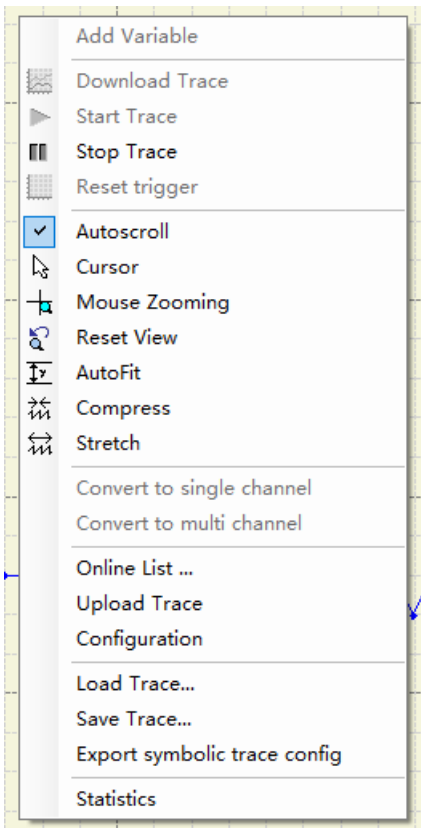 Add Variable
Download Trace
Start Trace
Stop Trace
Reset trigger
Autoscroll
Cursor
Mouse Zooming
Reset View
AutoFit
Compress
Stretch
Convert to single channel
Convert to multi channel
Online List ...
Upload Trace
Configuration
Load Trace...
Save Trace...
Export symbolic trace config
Statistics